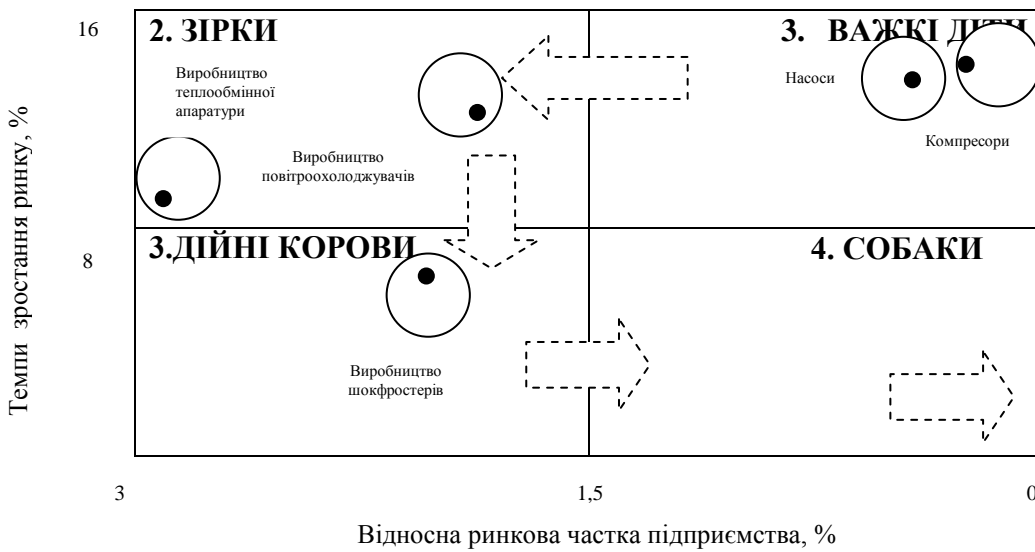 16
2. ЗІРКИ
3. ВАЖКІ ДІТИ
Виробництво
теплообмінної
апаратури
Насоси
Компресори
Виробництво
повітроохолоджувачів
Темпи зростання ринку, %
8
3.ДІЙНІ КОРОВИ
4. СОБАКИ
Виробництво
шокфростерів
3
1,5
0
Відносна ринкова частка підприємства, %